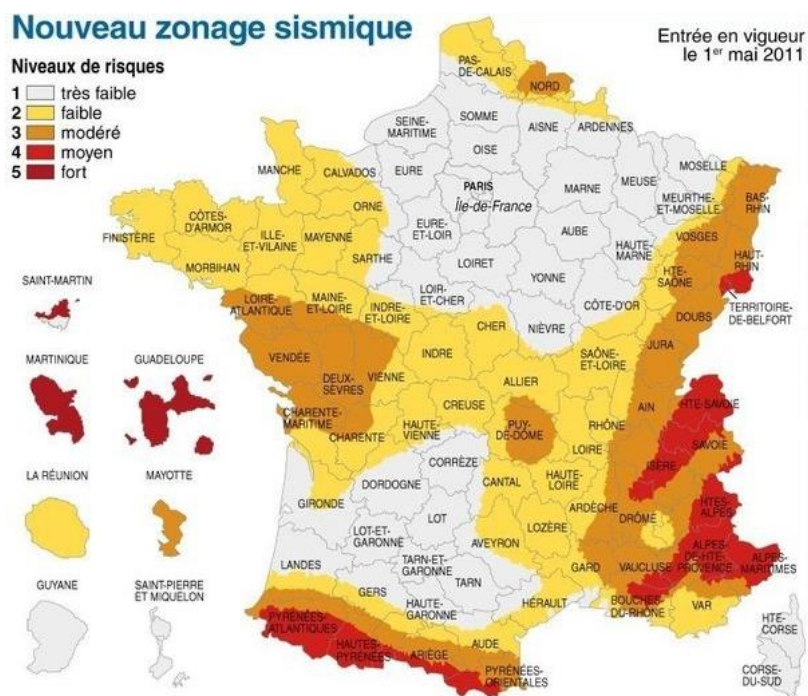 Nouveau zonage sismique
Entrée en vigueur
le 1er mai 2011
Niveaux de risques
1 très faible
2 faible
3 modéré
4 moyen
5 fort
PAS-
DE-CALAIS
NORD
SOMME
SEINE-
MARITIME
AISNE
ARDENNES
OISE
MANCHE
CALVADOS
EURE
MOSELLE
MEUSE
PARIS
Île-de-France
MARNE
MEURTHE-
ET-MOSELLE
BAS-
RHIN
ORNE
CÔTES-
D'ARMOR
FINISTÈRE
ILLE-
ET-VILAINE
MAYENNE
EURE-
ET-LOIR
AUBE
VOSGES
HAUTE-
MARNE
HAUT-
RHIN
MORBIHAN
SARTHE
LOIRET
YONNE
HTE-
SAÔNE
SAINT-MARTIN
LOIR-
ET-CHER
LOIRE-
ATLANTIQUE
MAINE-
ET-LOIRE
INDRE-
ET-LOIRE
CÔTE-D'OR
TERRITOIRE-
DE-BELFORT
DOUBS
CHER
NIÈVRE
JURA
MARTINIQUE
GUADELOUPE
VENDÉE
DEUX-
SÈVRES
VIENNE
INDRE
SAÔNE-
ET-LOIRE
ALLIER
CREUSE
AIN
HTE-SAVOIE
CHARENTE-
MARITIME
CHARENTE
HAUTE-
VIENNE
PUY-
DE-DÔME
RHÔNE
LOIRE
SAVOIE
ISÈRE
LA RÉUNION
MAYOTTE
CORRÈZE
DORDOGNE
CANTAL
HAUTE-
LOIRE
GIRONDE
LOT
ARDÈCHE
DRÔME
HTES-
ALPES
LOT-ET-
GARONNE
AVEYRON
LOZÈRE
ALPES-
DE-HTE-
PROVENCE
ALPES-
MARITIMES
LANDES
TARN-ET-
GARONNE
TARN
GARD
VAUCLUSE
GUYANE
SAINT-PIERRE
ET MIQUELON
GERS
HAUTE-
GARONNE
HÉRAULT
BOUCHES-
DU-RHÔNE
VAR
PYRÉNÉES-
ATLANTIQUES
HAUTES-
PYRÉNÉES
ARIÈGE
AUDE
PYRÉNÉES-
ORIENTALES
HTE-
CORSE
CORSE-
DU-SUD